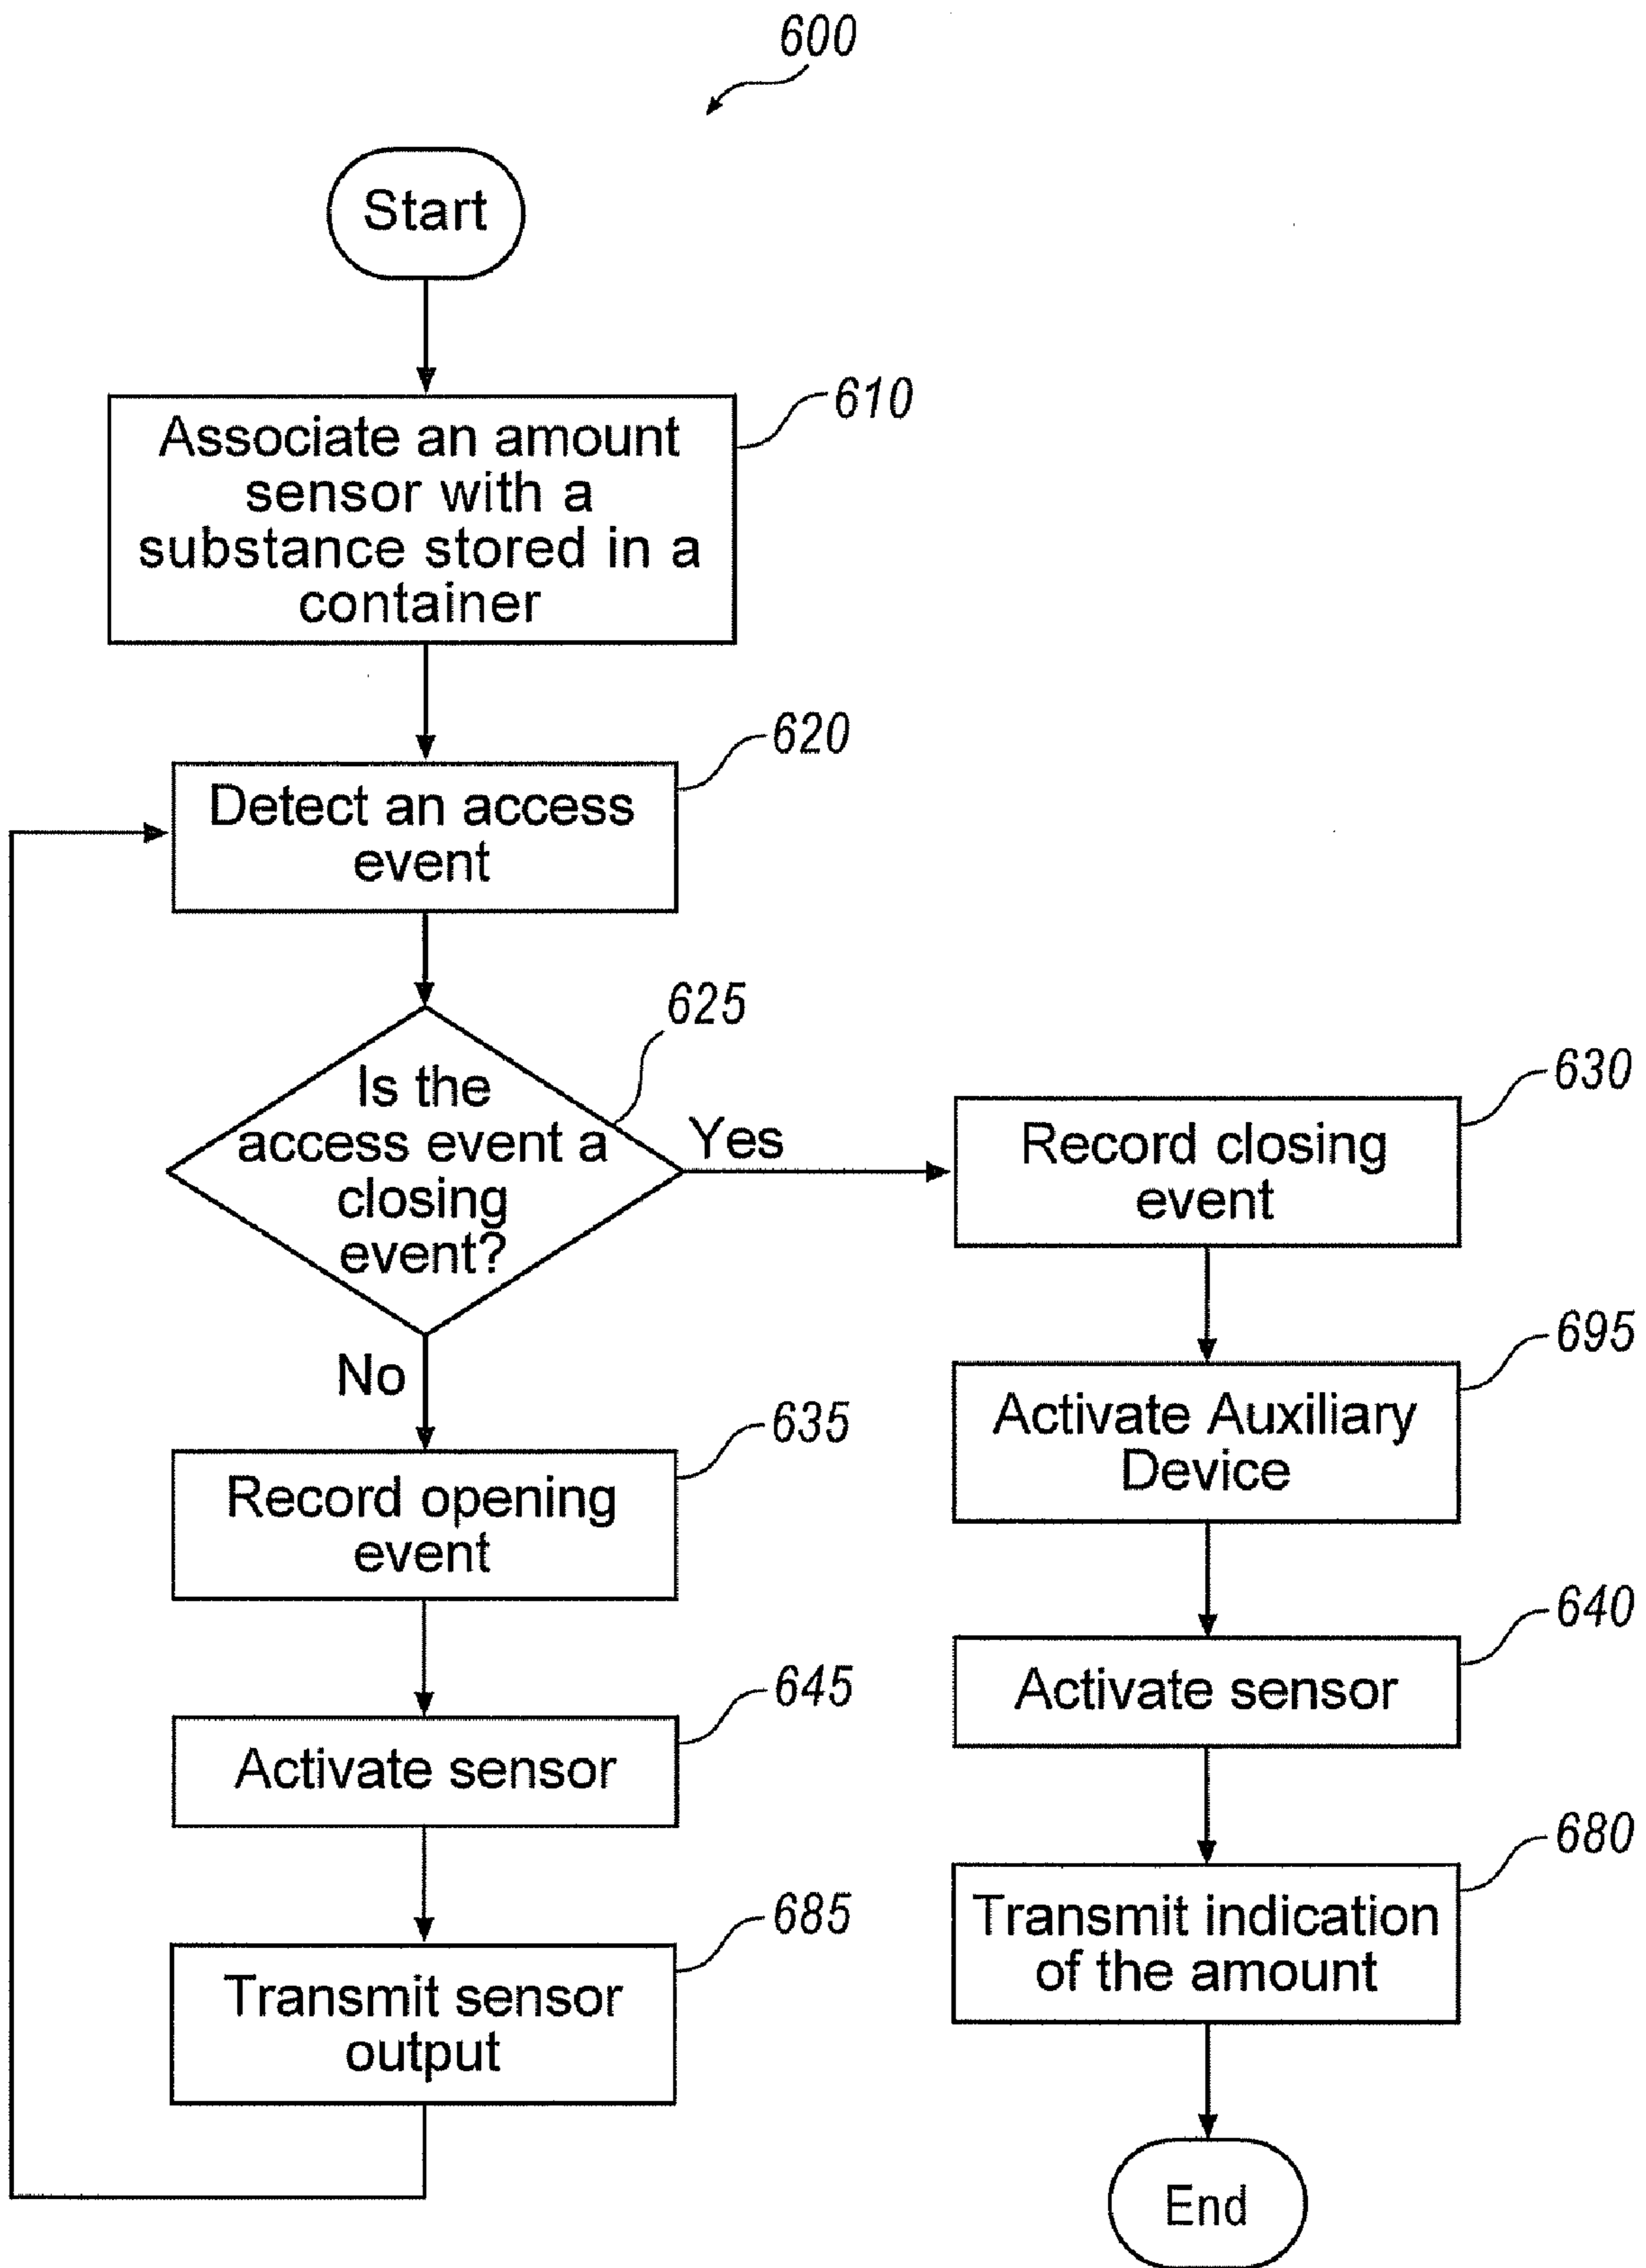 600
Start
610
Associate an amount
sensor with a
substance stored in a
container
620
Detect an access
event
625
Is the
access event a
closing
event?
Yes
No
630
Record closing
event
695
Activate Auxiliary
Device
640
Activate sensor
680
Transmit indication
of the amount
End
635
Record opening
event
645
Activate sensor
685
Transmit sensor
output